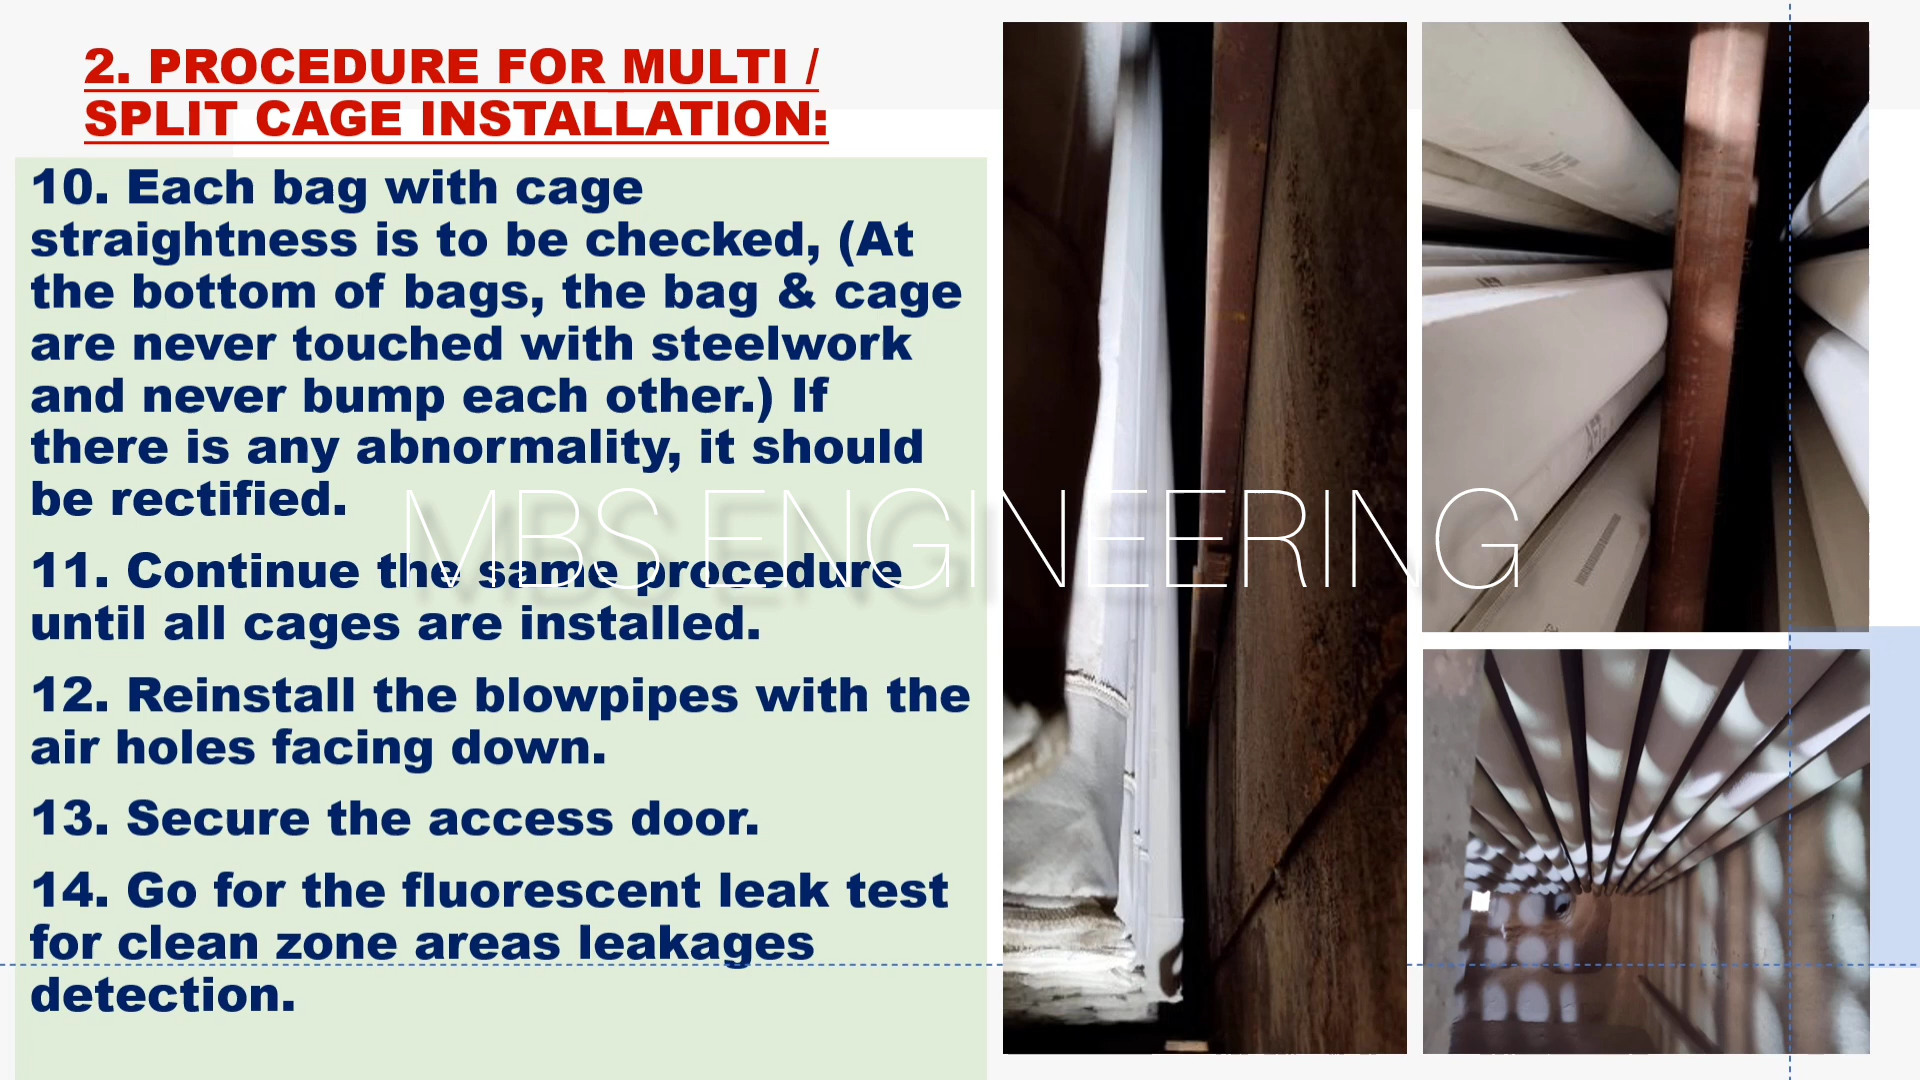 2. PROCEDURE FOR MULTI /
SPLIT CAGE INSTALLATION:
10. Each bag with cage
straightness is to be checked, (At
the bottom of bags, the bag & cage
are never touched with steelwork
and never bump each other.) If
there is any abnormality, it should
be rectified.
MBS ENGINEERING
11. Continue the same procedure
until all cages are installed.
12. Reinstall the blowpipes with the
air holes facing down.
13. Secure the access door.
14. Go for the fluorescent leak test
for clean zone areas leakages
detection.